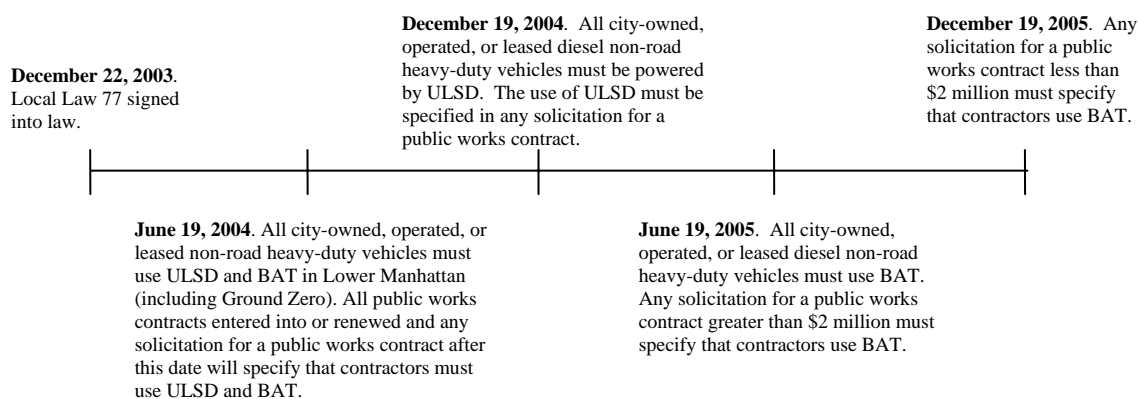 December 22, 2003.
Local Law 77 signed
into law.
June 19, 2004. All city-owned, operated, or
leased non-road heavy-duty vehicles must
use ULSD and BAT in Lower Manhattan
(including Ground Zero). All public works
contracts entered into or renewed and any
solicitation for a public works contract after
this date will specify that contractors must
use ULSD and BAT.
December 19, 2004. All city-owned,
operated, or leased diesel non-road
heavy-duty vehicles must be powered
by ULSD. The use of ULSD must be
specified in any solicitation for a
public works contract.
June 19, 2005. All city-owned,
operated, or leased diesel non-road
heavy-duty vehicles must use BAT.
Any solicitation for a public works
contract greater than $2 million must
specify that contractors use BAT.
December 19, 2005. Any
solicitation for a public
works contract less than
$2 million must specify
that contractors use BAT.